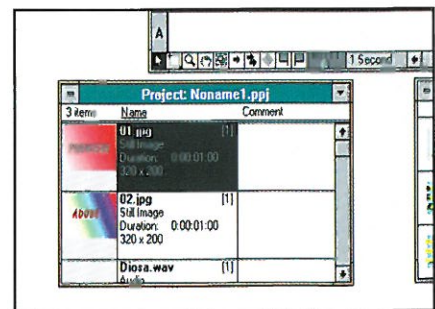 A
1 Second
Project: Noname1.ppj
3 items Name Comment
01.jpg [1]
Still Image
Duration: 0:00:01:00
320 x 200
ADOBE
02.jpg [1]
Still Image
Duration: 0:00:01:00
320 x 200
Diosa.wav [1]
Audio